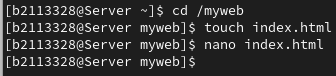 [b2113328@Server ~]$ cd /myweb
[b2113328@Server myweb]$ touch index.html
[b2113328@Server myweb]$ nano index.html
[b2113328@Server myweb]$